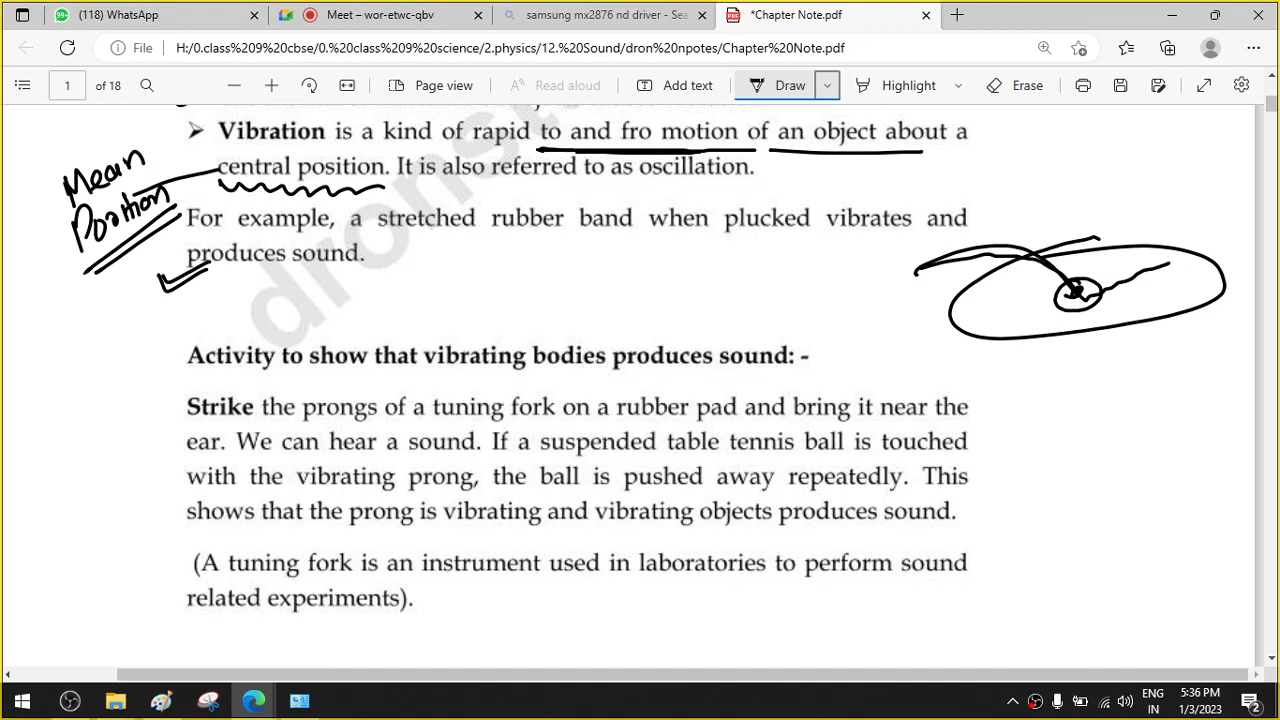 (118) WhatsApp
Meet – wor-etwc-qbv
samsung mx2876 nd driver - Sea
*Chapter Note.pdf
File
H:/0.class%209%20cbse/0.%20class%209%20science/2.physics/12.%20Sound/dron%20npotes/Chapter%20Note.pdf
1 of 18
Page view
Read aloud
Add text
Draw
Highlight
Erase
Vibration is a kind of rapid to and fro motion of an object about a
central position. It is also referred to as oscillation.
Mean
Position
For example, a stretched rubber band when plucked vibrates and
produces sound.
Activity to show that vibrating bodies produces sound: -
Strike the prongs of a tuning fork on a rubber pad and bring it near the
ear. We can hear a sound. If a suspended table tennis ball is touched
with the vibrating prong, the ball is pushed away repeatedly. This
shows that the prong is vibrating and vibrating objects produces sound.
(A tuning fork is an instrument used in laboratories to perform sound
related experiments).
ENG
IN
5:36 PM
1/3/2023
2